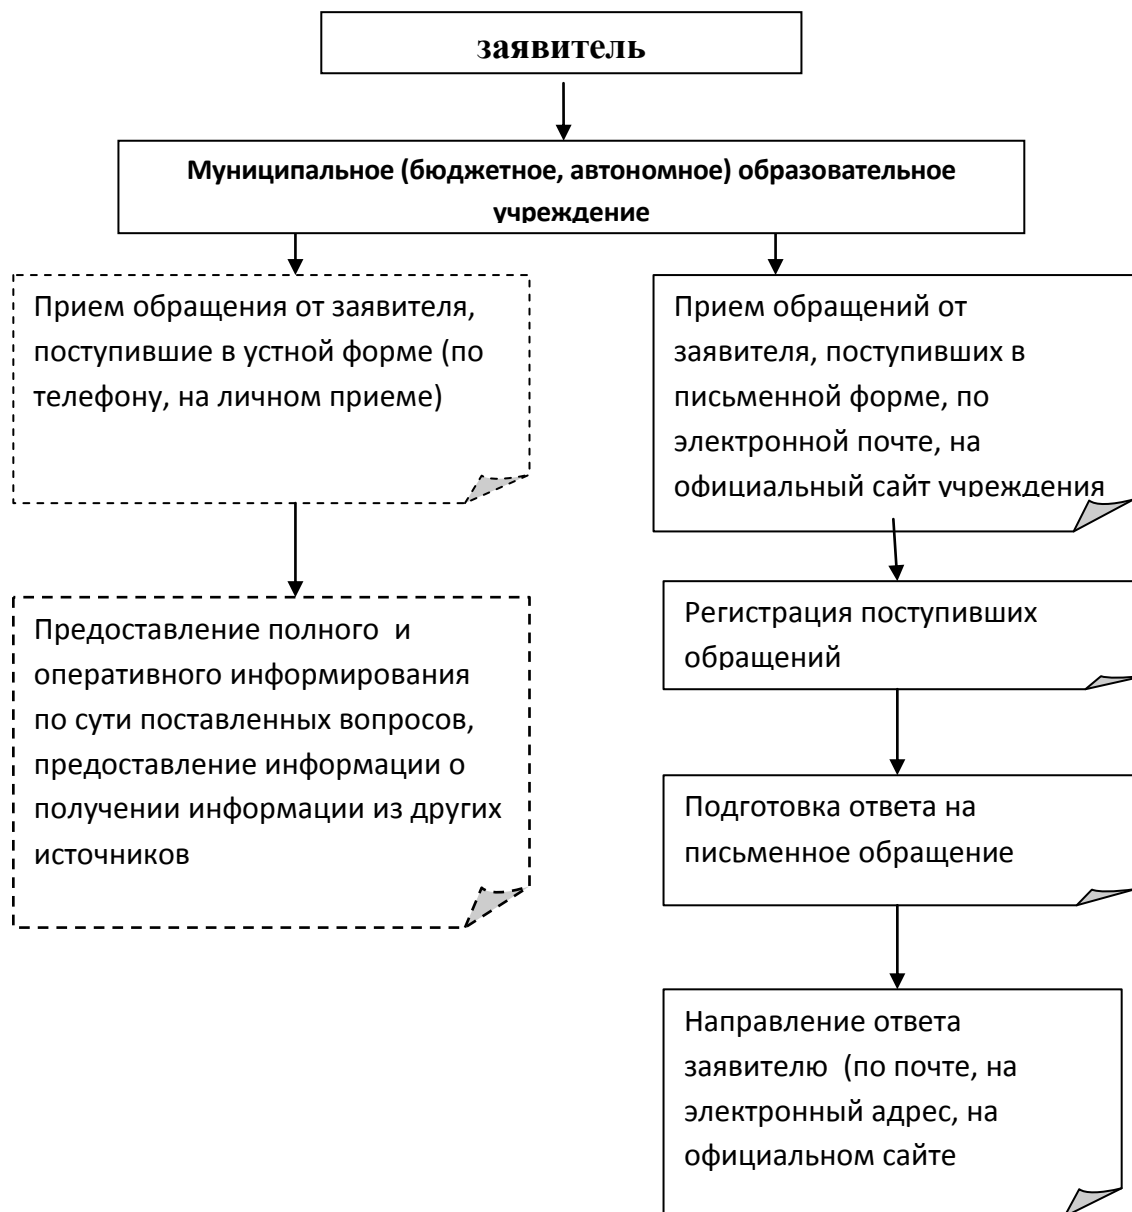 заявитель
Муниципальное (бюджетное, автономное) образовательное
учреждение
Прием обращения от заявителя,
поступившие в устной форме (по
телефону, на личном приеме)
Прием обращений от
заявителя, поступивших в
письменной форме, по
электронной почте, на
официальный сайт учреждения
Предоставление полного и
оперативного информирования
по сути поставленных вопросов,
предоставление информации о
получении информации из других
источников
Регистрация поступивших
обращений
Подготовка ответа на
письменное обращение
Направление ответа
заявителю (по почте, на
электронный адрес, на
официальном сайте